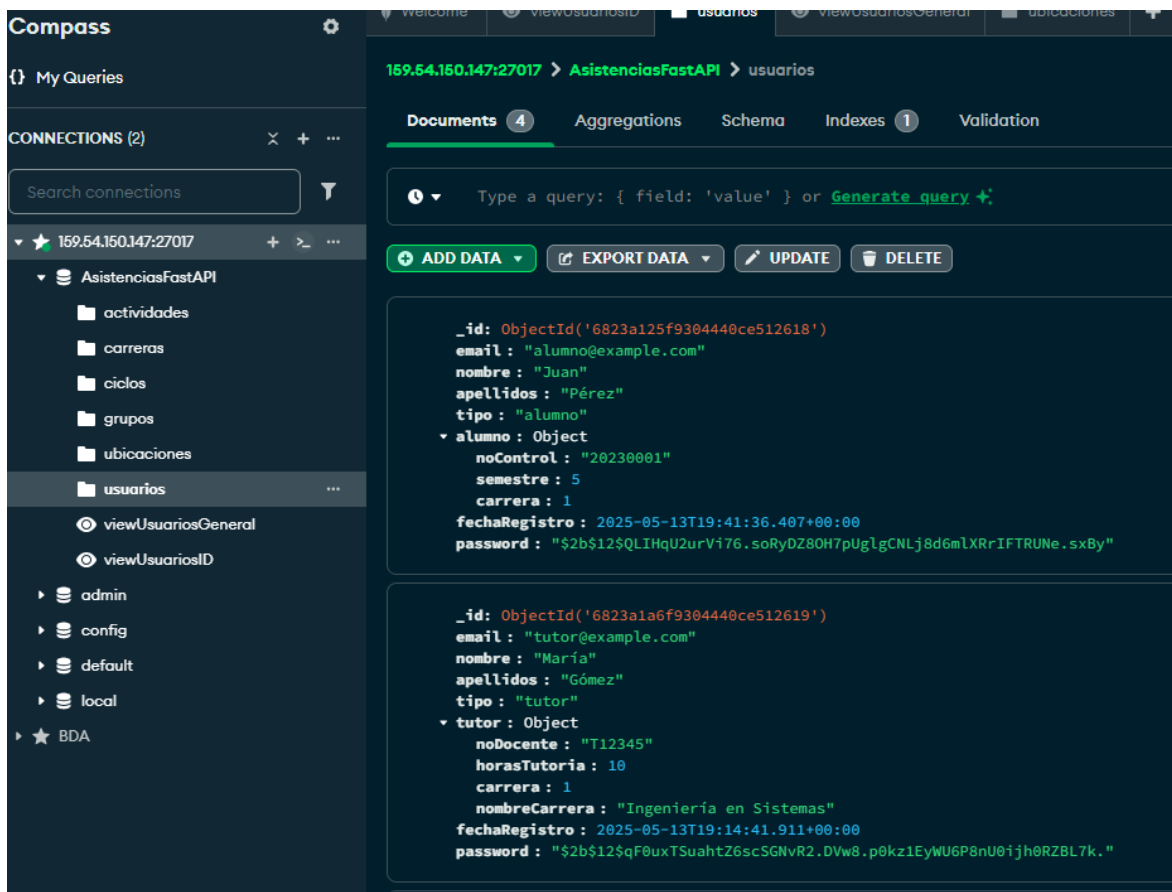 Compass
Welcome
viewUsuariosID
usuarios
viewUsuariosGeneral
ubicaciones
{} My Queries
159.54.150.147:27017 > AsistenciasFastAPI > usuarios
CONNECTIONS (2)
Documents 4
Aggregations
Schema
Indexes 1
Validation
Search connections
Type a query: { field: 'value' } or Generate query
159.54.150.147:27017
ADD DATA
EXPORT DATA
UPDATE
DELETE
AsistenciasFastAPI
actividades
carreras
ciclos
grupos
ubicaciones
usuarios
viewUsuariosGeneral
viewUsuariosID
admin
config
default
local
BDA
_id: ObjectId('6823a125f9304440ce512618')
email : "alumno@example.com"
nombre : "Juan"
apellidos : "Pérez"
tipo : "alumno"
alumno : Object
noControl : "20230001"
semestre : 5
carrera : 1
fechaRegistro : 2025-05-13T19:41:36.407+00:00
password : "$2b$12$QLIHqU2urVi76.soRyDZ8OH7pUglgCNLj8d6mlXRrIFTRUNe.sxBy"
_id: ObjectId('6823a1a6f9304440ce512619')
email : "tutor@example.com"
nombre : "María"
apellidos : "Gómez"
tipo : "tutor"
tutor : Object
noDocente : "T12345"
horasTutoria : 10
carrera : 1
nombreCarrera : "Ingeniería en Sistemas"
fechaRegistro : 2025-05-13T19:14:41.911+00:00
password : "$2b$12$qF0uxTSuahtZ6scSGNvR2.DVw8.p0kz1EyWU6P8nU0ijh0RZBL7k."